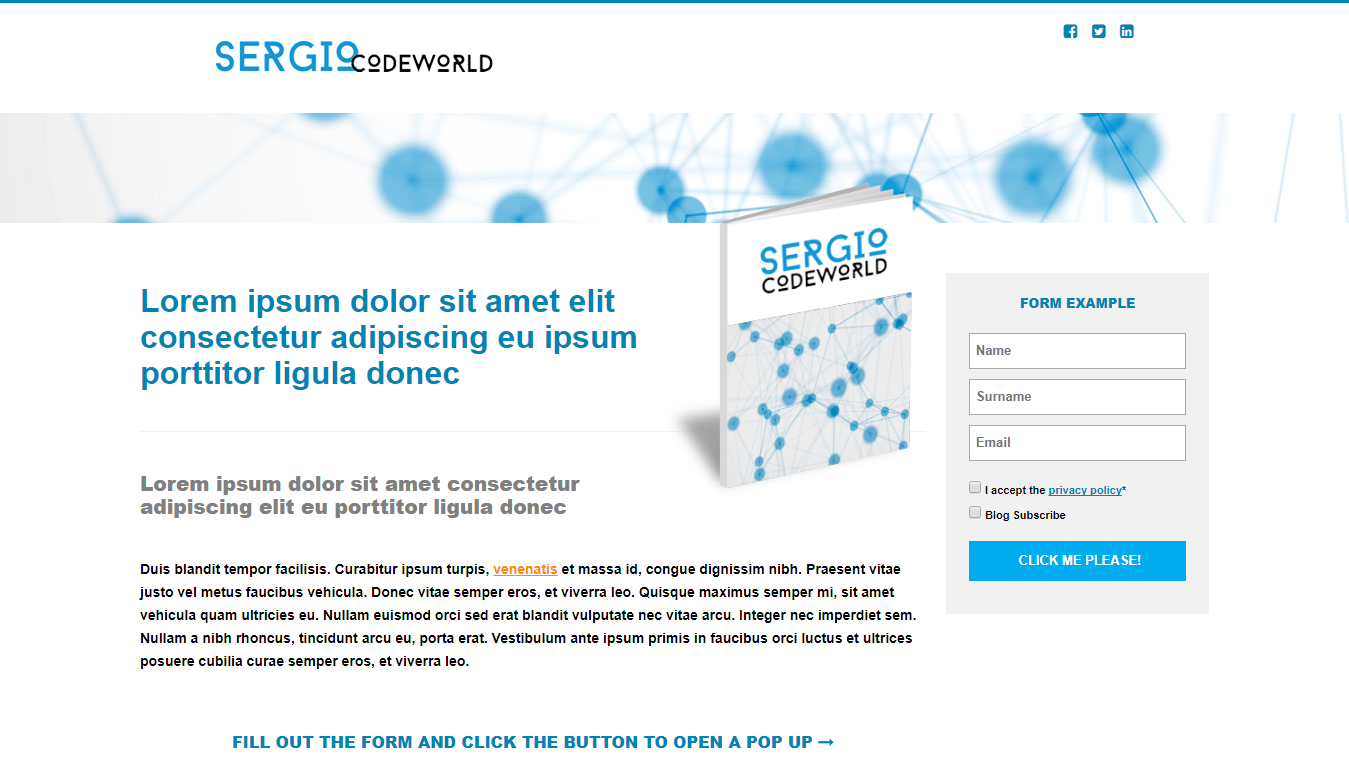 SERGIO CODEWORLD
SERGIO
CODEWORLD
Lorem ipsum dolor sit amet elit
consectetur adipiscing eu ipsum
porttitor ligula donec
Lorem ipsum dolor sit amet consectetur
adipiscing elit eu porttitor ligula donec
Duis blandit tempor facilisis. Curabitur ipsum turpis, venenatis et massa id, congue dignissim nibh. Praesent vitae
justo vel metus faucibus vehicula. Donec vitae semper eros, et viverra leo. Quisque maximus semper mi, sit amet
vehicula quam ultricies eu. Nullam euismod orci sed erat blandit vulputate nec vitae arcu. Integer nec imperdiet sem.
Nullam a nibh rhoncus, tincidunt arcu eu, porta erat. Vestibulum ante ipsum primis in faucibus orci luctus et ultrices
posuere cubilia curae semper eros, et viverra leo.
FILL OUT THE FORM AND CLICK THE BUTTON TO OPEN A POP UP →
FORM EXAMPLE
Name
Surname
Email
I accept the privacy policy*
Blog Subscribe
CLICK ME PLEASE!